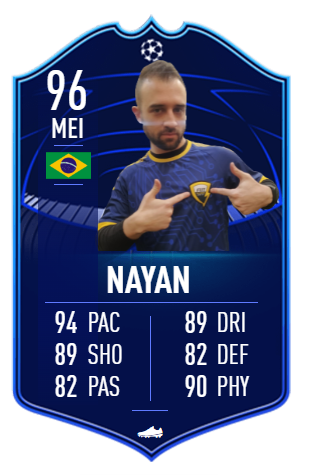 96
MEI
NAYAN
94 PAC
89 DRI
89 SHO
82 DEF
82 PAS
90 PHY